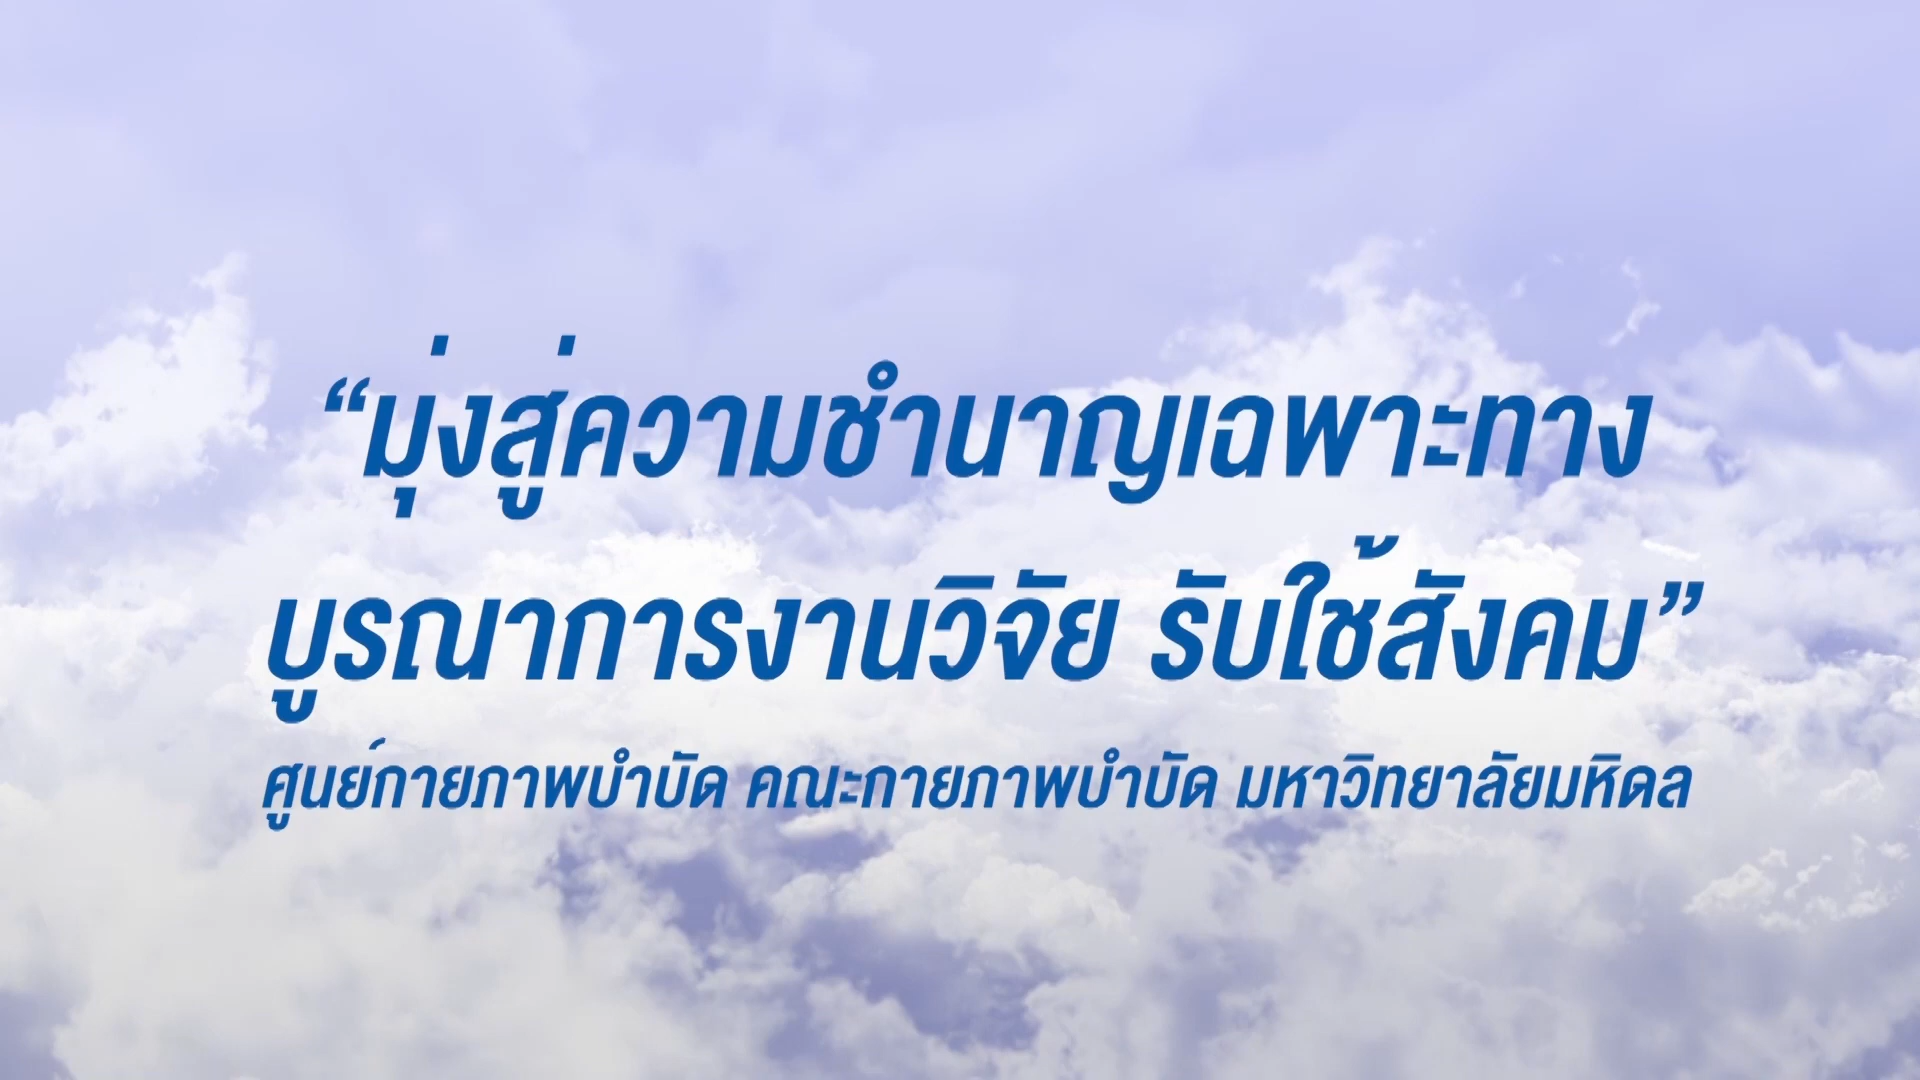 “มุ่งสู่ความชำนาญเฉพาะทาง
บูรณาการงานวิจัย รับใช้สังคม”
ศูนย์กายภาพบำบัด คณะกายภาพบำบัด มหาวิทยาลัยมหิดล